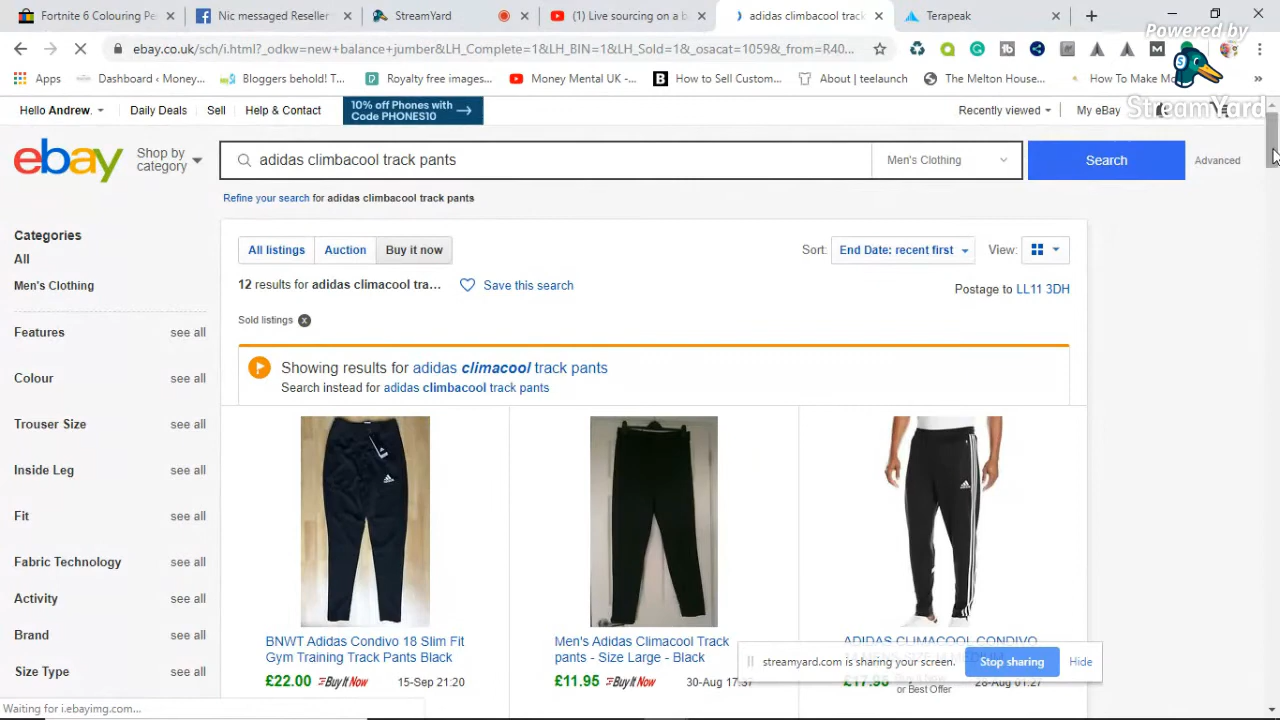 Fortnite 6 Colouring Pe
Nic messaged Reseller
StreamYard
(1) Live sourcing on a b
adidas climbacool track
Terapeak
ebay.co.uk/sch/i.html?_odkw=new+balance+jumber&LH_Complete=1&LH_BIN=1&LH_Sold=1&_osacat=1059&_from=R40...
Powered by
StreamYard
Apps
Dashboard ‹ Money...
Bloggers behold! T...
Royalty free images...
Money Mental UK -...
How to Sell Custom...
About | teelaunch
The Melton House...
How To Make Mo
Hello Andrew.
Daily Deals
Sell
Help & Contact
10% off Phones with
Code PHONES10
Recently viewed
My eBay
ebay
Shop by
category
adidas climbacool track pants
Men's Clothing
Search
Advanced
Refine your search for adidas climbacool track pants
Categories
All
Men's Clothing
Features see all
Colour see all
Trouser Size see all
Inside Leg see all
Fit see all
Fabric Technology see all
Activity see all
Brand see all
Size Type see all
All listings
Auction
Buy it now
Sort:
End Date: recent first
View:
12 results for adidas climacool tra...
Save this search
Postage to LL11 3DH
Sold listings
Showing results for adidas climacool track pants
Search instead for adidas climbacool track pants
BNWT Adidas Condivo 18 Slim Fit
Gym Training Track Pants Black
£22.00 Buy It Now 15-Sep 21:20
Men's Adidas Climacool Track
pants - Size Large - Black
£11.95 Buy It Now 30-Aug 17:37
ADIDAS CLIMACOOL CONDIVO
£17.95 Buy It Now 28-Aug 01:27
or Best Offer
streamyard.com is sharing your screen.
Stop sharing
Hide
Waiting for i.ebayimg.com...